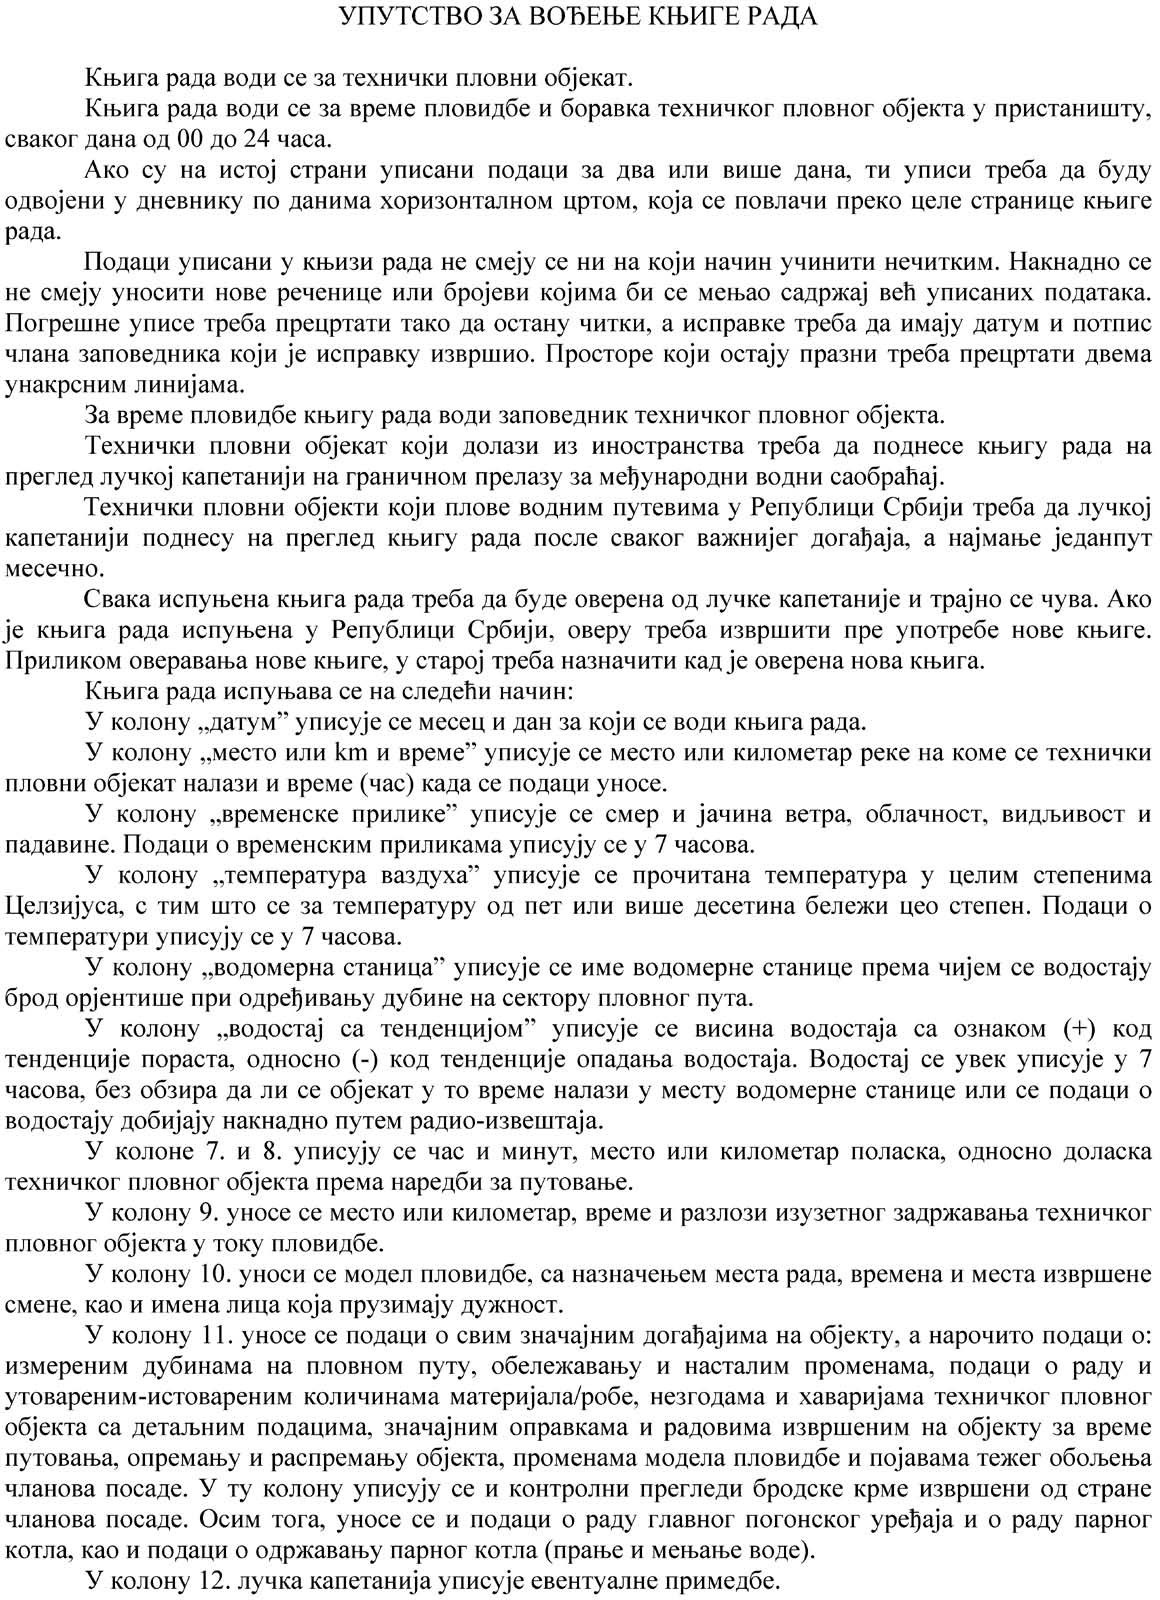 УПУТСТВО ЗА ВОЂЕЊЕ КЊИГЕ РАДА
Књига рада води се за технички пловни објекат.
Књига рада води се за време пловидбе и боравка техничког пловног објекта у пристаништу,
сваког дана од 00 до 24 часа.
Ако су на истој страни уписани подаци за два или више дана, ти уписи треба да буду
одвојени у дневнику по данима хоризонталном цртом, која се повлачи преко целе странице књиге
рада.
Подаци уписани у књизи рада не смеју се ни на који начин учинити нечитким. Накнадно се
не смеју уносити нове реченице или бројеви којима би се мењао садржај већ уписаних података.
Погрешне уписе треба прецртати тако да остану читки, а исправке треба да имају датум и потпис
члана заповедника који је исправку извршио. Просторе који остају празни треба прецртати двема
унакрсним линијама.
За време пловидбе књигу рада води заповедник техничког пловног објекта.
Технички пловни објекат који долази из иностранства треба да поднесе књигу рада на
преглед лучкој капетанији на граничном прелазу за међународни водни саобраћај.
Технички пловни објекти који плове водним путевима у Републици Србији треба да лучкој
капетанији поднесу на преглед књигу рада после сваког важнијег догађаја, а најмање једанпут
месечно.
Свака испуњена књига рада треба да буде оверена од лучке капетаније и трајно се чува. Ако
је књига рада испуњена у Републици Србији, оверу треба извршити пре употребе нове књиге.
Приликом оверавања нове књиге, у старој треба назначити кад је оверена нова књига.
Књига рада испуњава се на следећи начин:
У колону „датум” уписује се месец и дан за који се води књига рада.
У колону „место или km и време” уписује се место или километар реке на коме се технички
пловни објекат налази и време (час) када се подаци уносе.
У колону „временске прилике” уписује се смер и јачина ветра, облачност, видљивост и
падавине. Подаци о временским приликама уписују се у 7 часова.
У колону „температура ваздуха” уписује се прочитана температура у целим степенима
Целзијуса, с тим што се за температуру од пет или више десетина бележи цео степен. Подаци о
температури уписују се у 7 часова.
У колону „водомерна станица” уписује се име водомерне станице према чијем се водостају
брод орјентише при одређивању дубине на сектору пловног пута.
У колону „водостај са тенденцијом” уписује се висина водостаја са ознаком (+) код
тенденције пораста, односно (-) код тенденције опадања водостаја. Водостај се увек уписује у 7
часова, без обзира да ли се објекат у то време налази у месту водомерне станице или се подаци о
водостају добијају накнадно путем радио-извештаја.
У колоне 7. и 8. уписују се час и минут, место или километар поласка, односно доласка
техничког пловног објекта према наредби за путовање.
У колону 9. уносе се место или километар, време и разлози изузетног задржавања техничког
пловног објекта у току пловидбе.
У колону 10. уноси се модел пловидбе, са назначењем места рада, времена и места извршене
смене, као и имена лица која прузимају дужност.
У колону 11. уносе се подаци о свим значајним догађајима на објекту, а нарочито подаци о:
измереним дубинама на пловном путу, обележавању и насталим променама, подаци о раду и
утовареним-истовареним количинама материјала/робе, незгодама и хаваријама техничког пловног
објекта са детаљним подацима, значајним оправкама и радовима извршеним на објекту за време
путовања, опремању и распремању објекта, променама модела пловидбе и појавама тежег обољења
чланова посаде. У ту колону уписују се и контролни прегледи бродске крме извршени од стране
чланова посаде. Осим тога, уносе се и подаци о раду главног погонског уређаја и о раду парног
котла, као и подаци о одржавању парног котла (прање и мењање воде).
У колону 12. лучка капетанија уписује евентуалне примедбе.